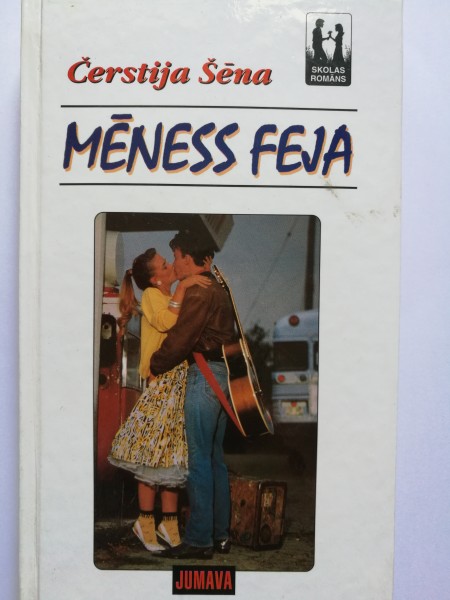 SKOLAS
ROMĀNS
Čerstija Šēna
MĒNESS FEJA
JUMAVA